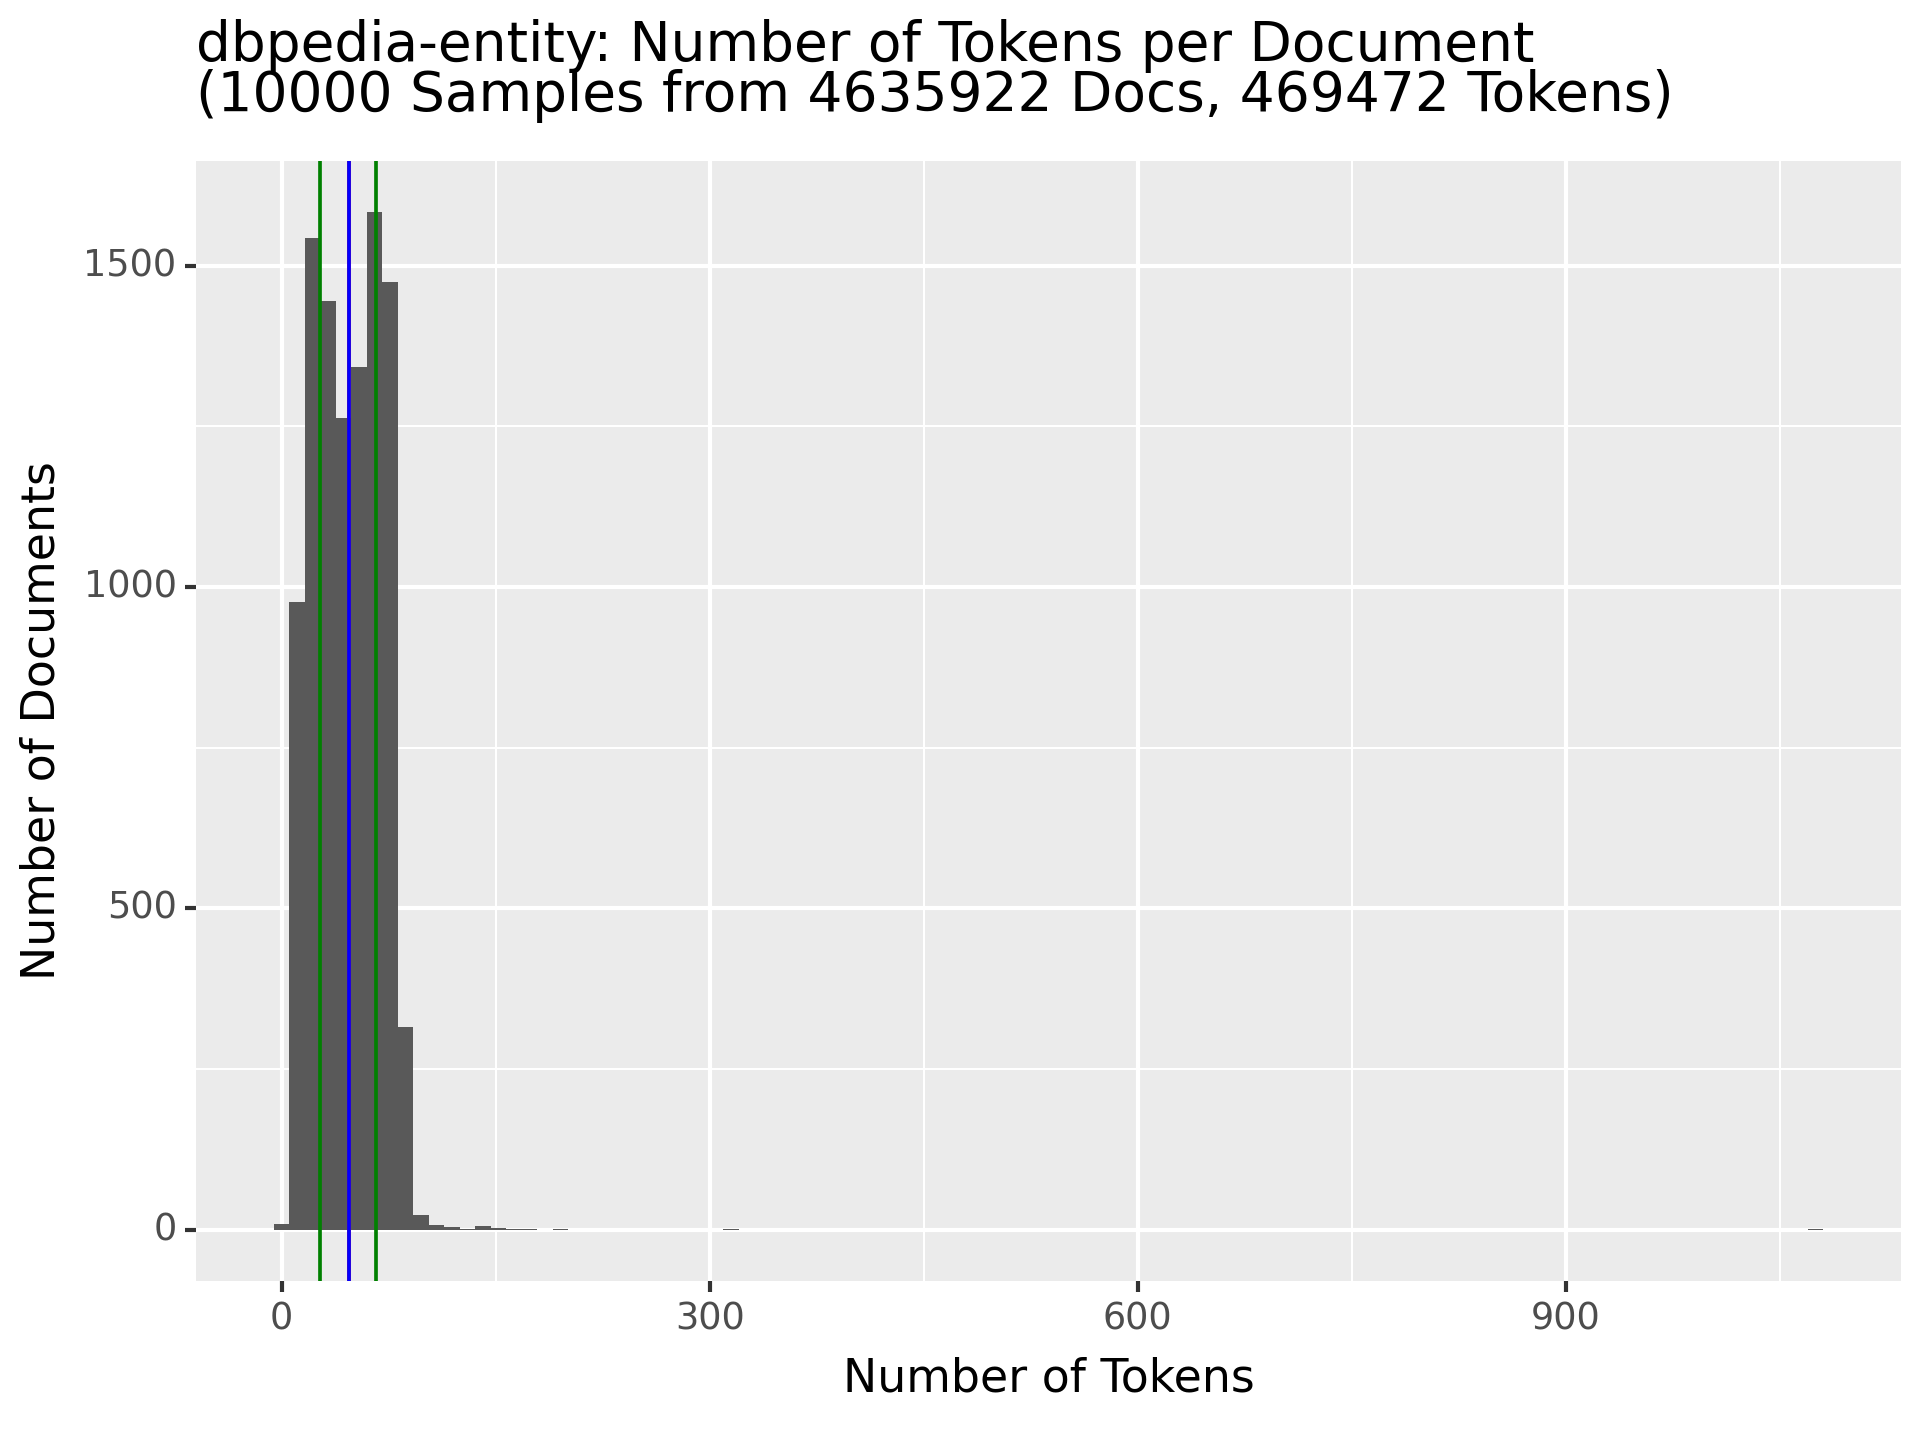 dbpedia-entity: Number of Tokens per Document
(10000 Samples from 4635922 Docs, 469472 Tokens)
Number of Documents
1500
1000
500
0
0 300 600 900
Number of Tokens